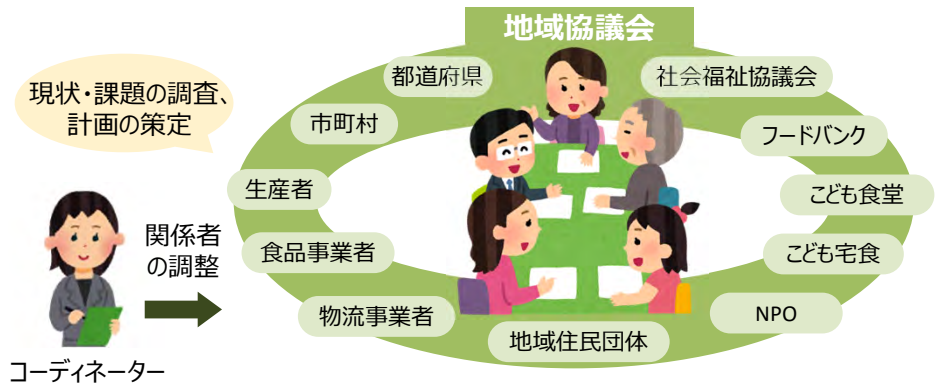 地域協議会
都道府県
社会福祉協議会
現状・課題の調査、
計画の策定
市町村
フードバンク
生産者
こども食堂
関係者
の調整
食品事業者
こども宅食
物流事業者
NPO
地域住民団体
コーディネーター